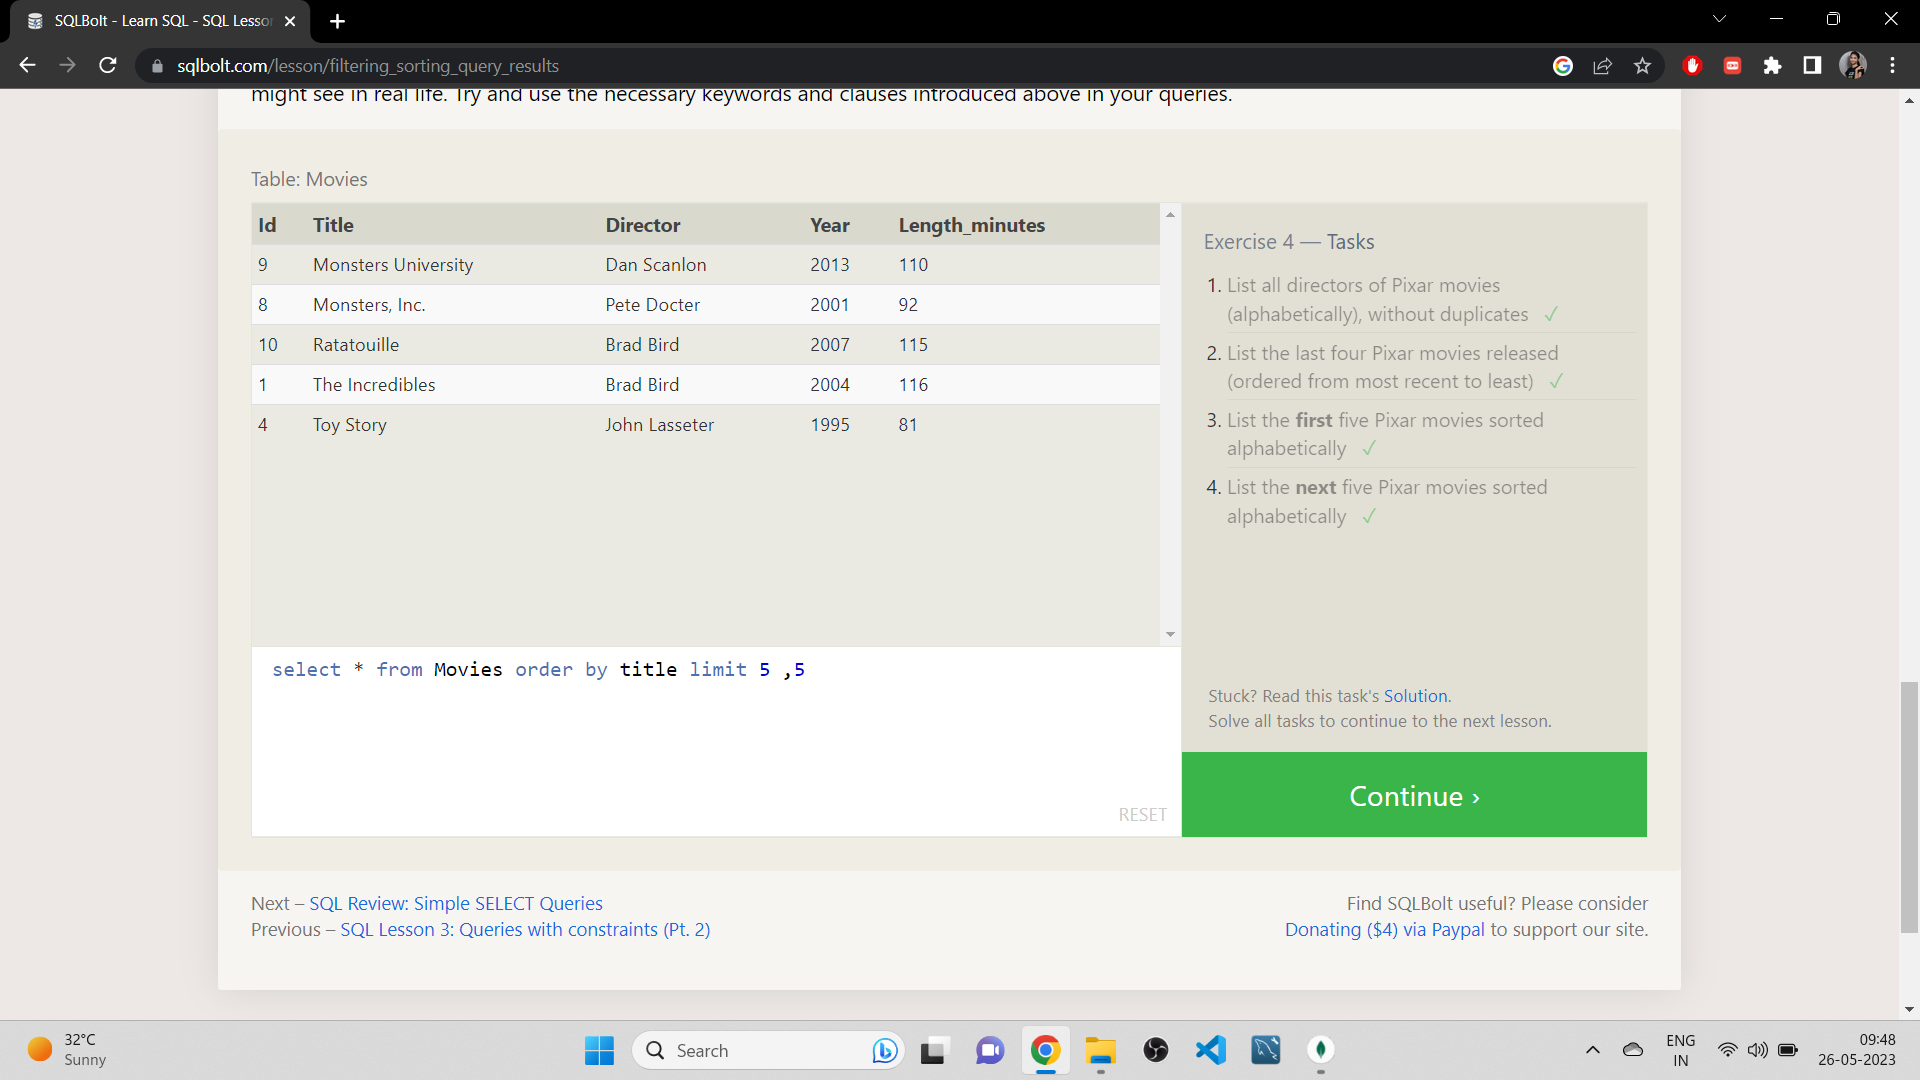 SQLBolt - Learn SQL - SQL Lesso
sqlbolt.com/lesson/filtering_sorting_query_results
might see in real life. Try and use the necessary keywords and clauses introduced above in your queries.
Table: Movies
Id Title Director Year Length_minutes
9 Monsters University Dan Scanlon 2013 110
8 Monsters, Inc. Pete Docter 2001 92
10 Ratatouille Brad Bird 2007 115
1 The Incredibles Brad Bird 2004 116
4 Toy Story John Lasseter 1995 81
select * from Movies order by title limit 5 ,5
RESET
Exercise 4 — Tasks
1. List all directors of Pixar movies
(alphabetically), without duplicates ✓
2. List the last four Pixar movies released
(ordered from most recent to least) ✓
3. List the first five Pixar movies sorted
alphabetically ✓
4. List the next five Pixar movies sorted
alphabetically ✓
Stuck? Read this task's Solution.
Solve all tasks to continue to the next lesson.
Continue ›
Next – SQL Review: Simple SELECT Queries
Previous – SQL Lesson 3: Queries with constraints (Pt. 2)
Find SQLBolt useful? Please consider
Donating ($4) via Paypal to support our site.
32°C
Sunny
Search
ENG
IN
09:48
26-05-2023